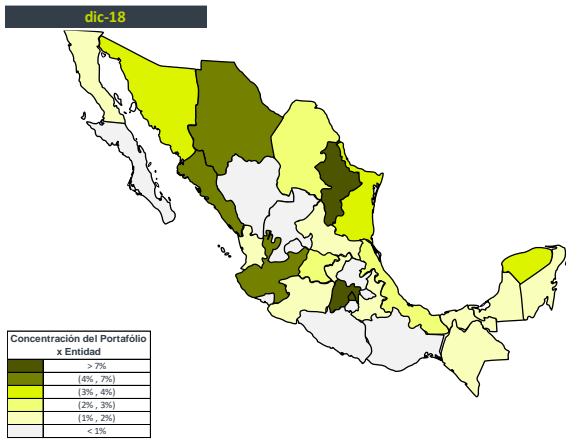 dic-18
Concentración del Portafólio
x Entidad
> 7%
(4% , 7%)
(3% , 4%)
(2% , 3%)
(1% , 2%)
< 1%